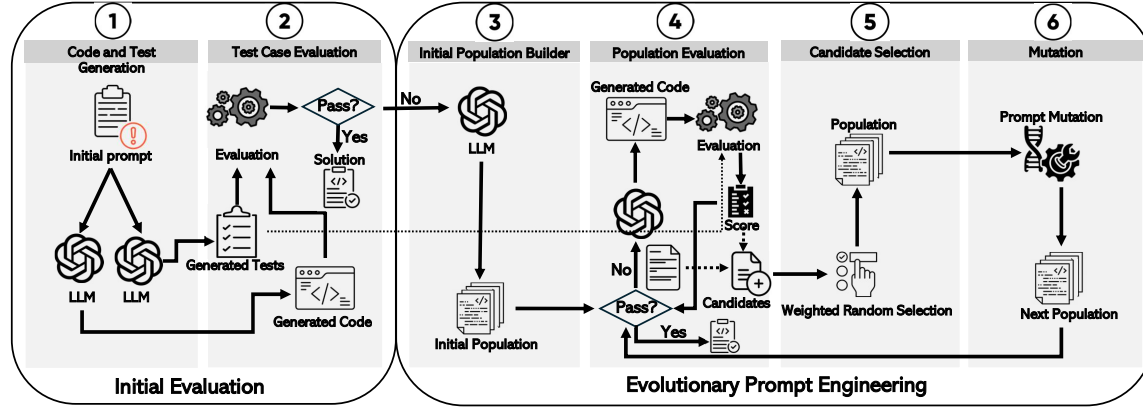 1
Code and Test
Generation
Initial prompt
LLM
LLM
2
Test Case Evaluation
Pass?
No
Yes
Evaluation
Solution
Generated Tests
Generated Code
Initial Evaluation
3
Initial Population Builder
LLM
Initial Population
4
Population Evaluation
Generated Code
Evaluation
Score
No
Candidates
Pass?
Yes
5
Candidate Selection
Population
Weighted Random Selection
6
Mutation
Prompt Mutation
Next Population
Evolutionary Prompt Engineering